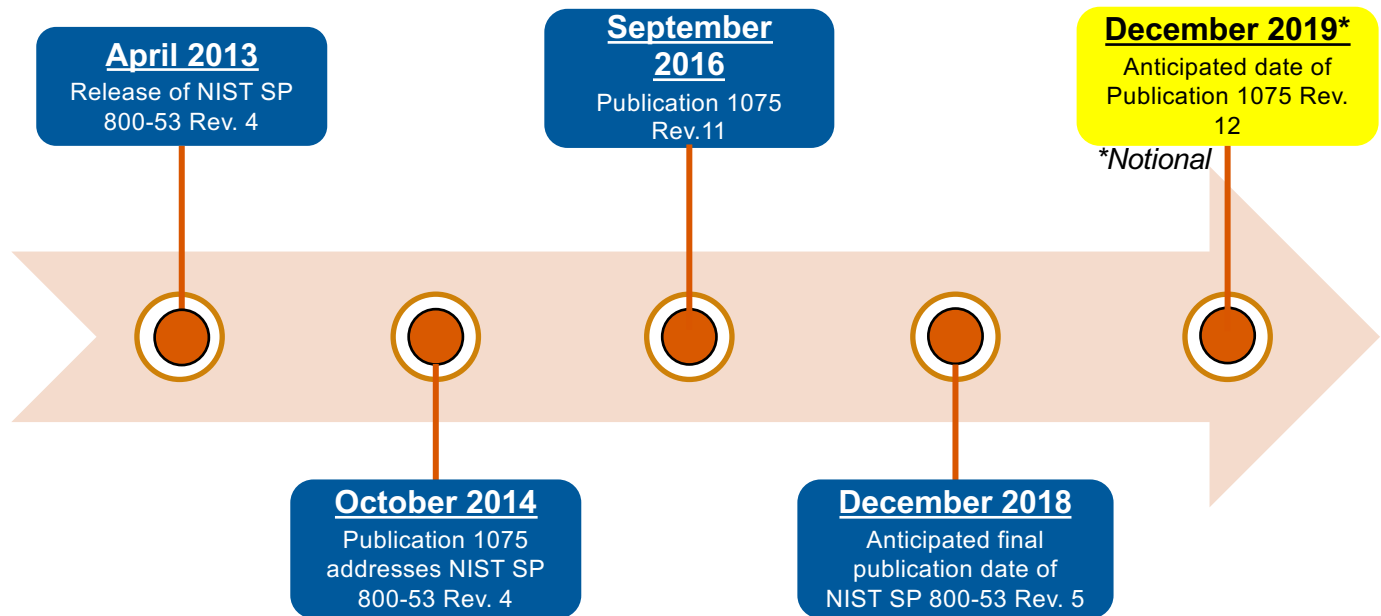 April 2013
Release of NIST SP
800-53 Rev. 4
October 2014
Publication 1075
addresses NIST SP
800-53 Rev. 4
September
2016
Publication 1075
Rev.11
December 2018
Anticipated final
publication date of
NIST SP 800-53 Rev. 5
December 2019*
Anticipated date of
Publication 1075 Rev.
12
*Notional